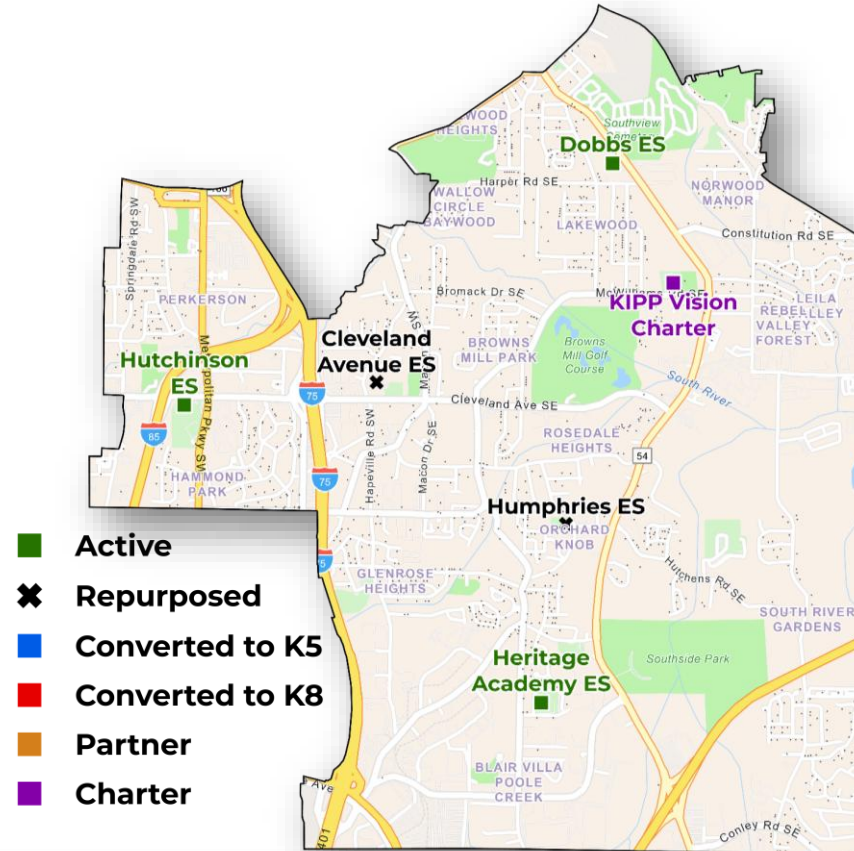 Southview
Dobbs ES
HEIGHTS
Harper Rd SE
WALLOW
CIRCLE
BAYWOOD
NORWOOD
MANOR
LAKEWOOD
Constitution Rd SE
Springdale Rd SW
PERKERSON
Bromack Dr SE
KIPP Vision
Charter
LEILA
VALLEY
FOREST
Cleveland
Avenue ES
BROWNS
MILL PARK
Browns
Mill Golf
Course
Hutchinson
ES
Metropolitan Pkwy SW
South River
75
Cleveland Ave SE
85
Hapeville Rd SW
Macon Dr SE
ROSEDALE
HEIGHTS
54
75
HAMMOND
PARK
Humphries ES
ORCHARD
KNOB
GLENROSE
HEIGHTS
Hutchens Rd SE
SOUTH RIVER
GARDENS
Heritage
Academy ES
Southside Park
BLAIR VILLA
POOLE
CREEK
Conley Rd SE
401
Active
Repurposed
Converted to K5
Converted to K8
Partner
Charter